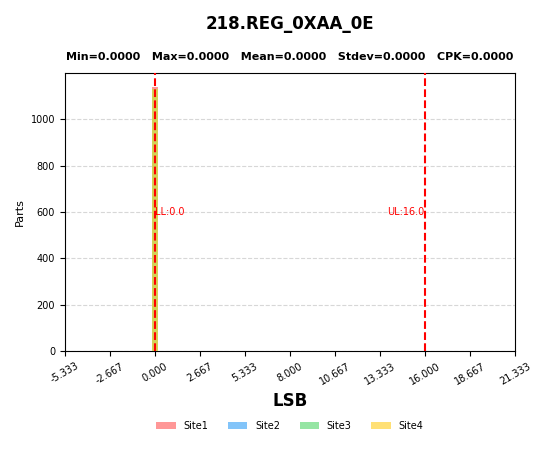 218.REG_0XAA_0E
Min=0.0000 Max=0.0000 Mean=0.0000 Stdev=0.0000 CPK=0.0000
Parts
1000
800
600
400
200
0
LL:0.0
UL:16.0
-5.333 -2.667 0.000 2.667 5.333 8.000 10.667 13.333 16.000 18.667 21.333
LSB
Site1 Site2 Site3 Site4